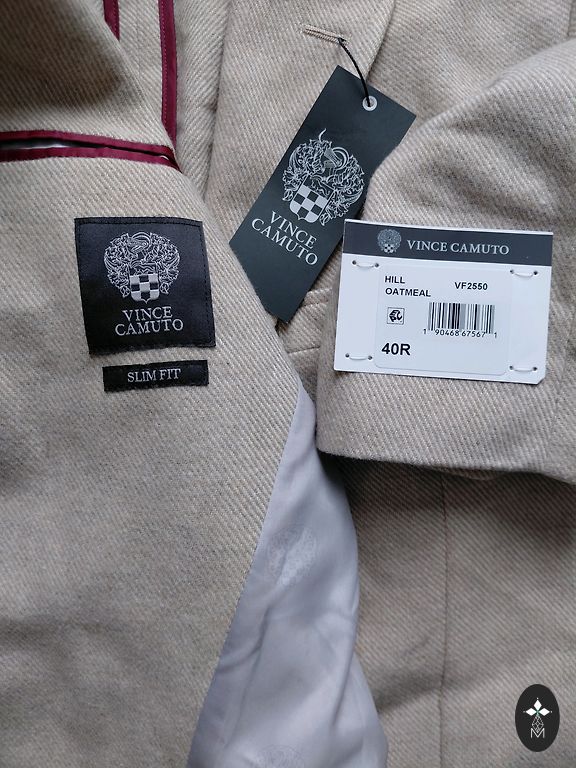 VINCE
CAMUTO
SLIM FIT
VINCE
CAMUTO
VINCE CAMUTO
HILL VF2550
OATMEAL
1 90468 67567 1
40R
M